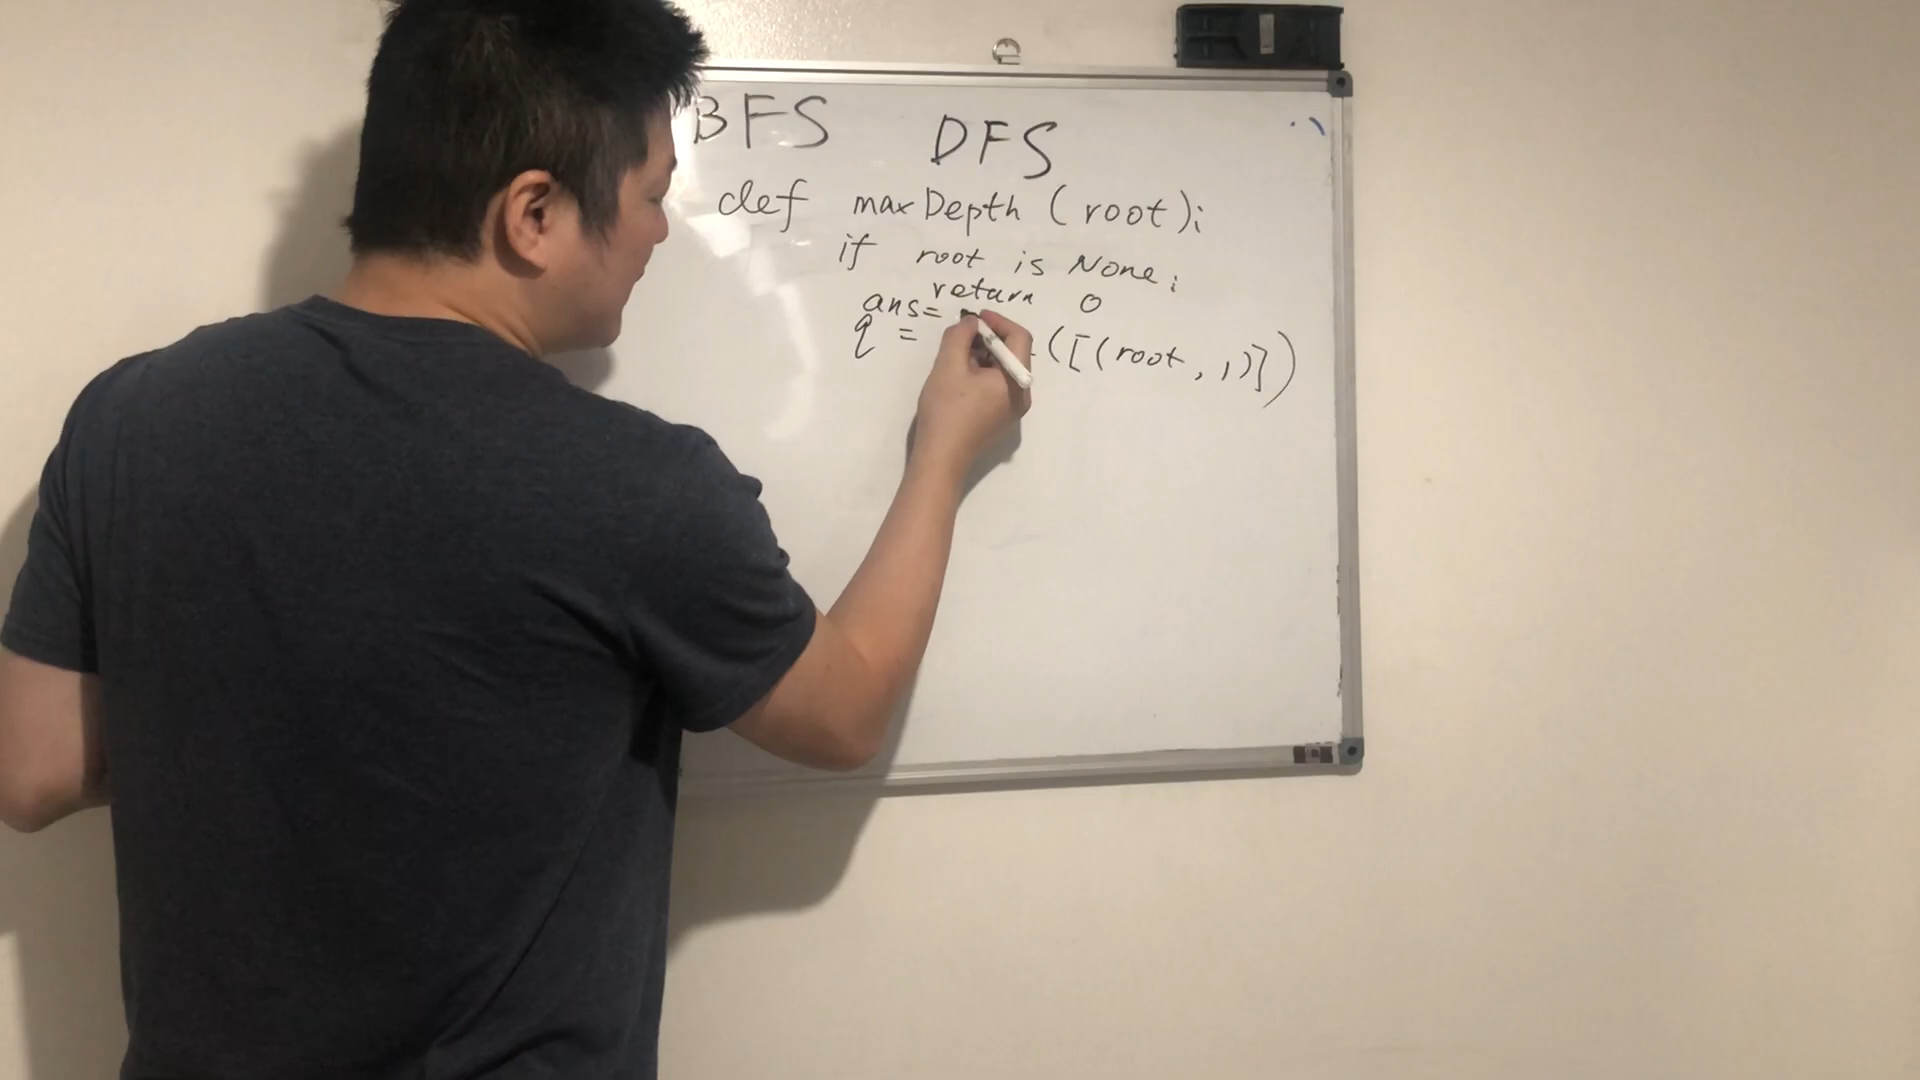 BFS DFS
def maxDepth (root):
if root is None:
return 0
ans=
q = ([(root, 1)])